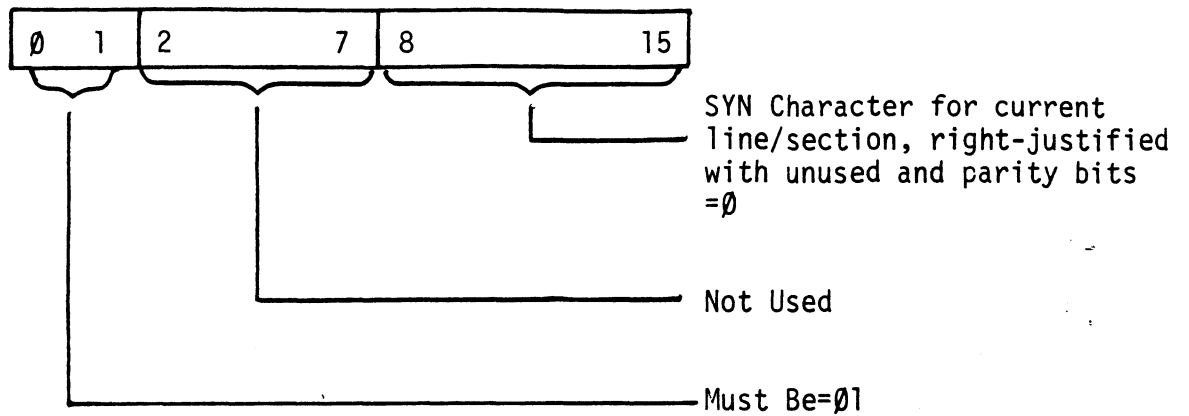 Ø 1 2 7 8 15
SYN Character for current
line/section, right-justified
with unused and parity bits
=Ø
Not Used
Must Be=Ø1